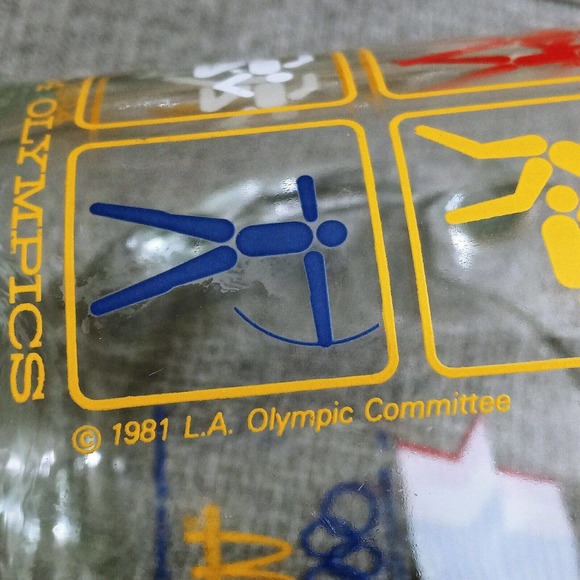 OLYMPICS
© 1981 L.A. Olympic Committee